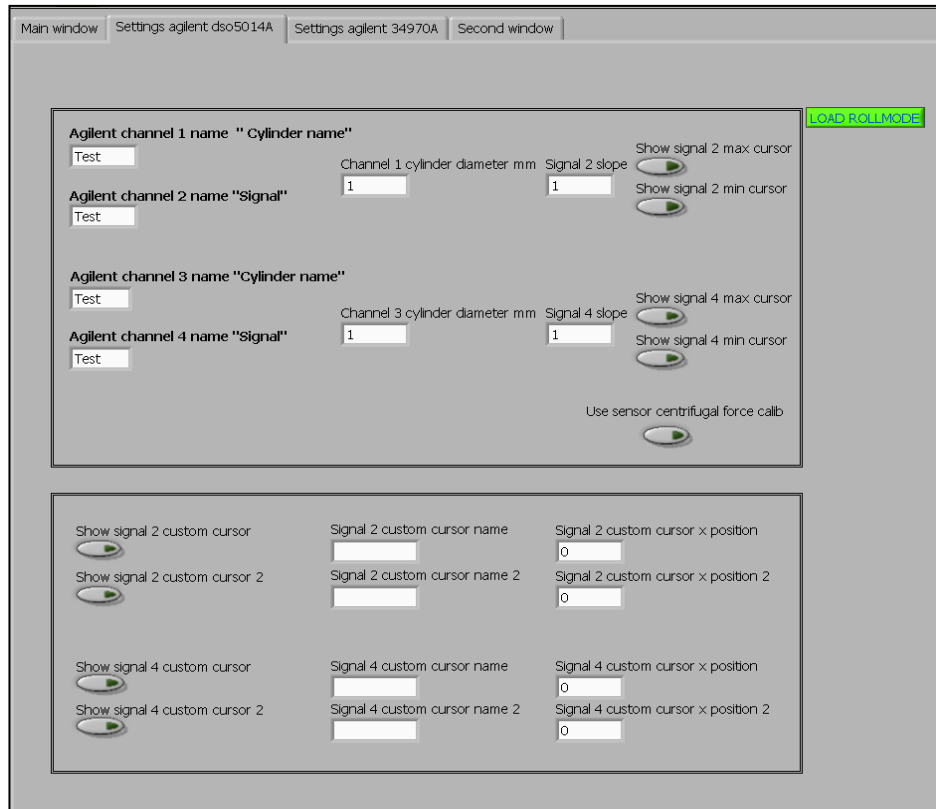 Main window Settings agilent dso5014A Settings agilent 34970A Second window
LOAD ROLLMODE
Agilent channel 1 name " Cylinder name"
Test
Channel 1 cylinder diameter mm Signal 2 slope Show signal 2 max cursor
1 1
Show signal 2 min cursor
Agilent channel 2 name "Signal"
Test
Agilent channel 3 name "Cylinder name"
Test
Channel 3 cylinder diameter mm Signal 4 slope Show signal 4 max cursor
1 1
Show signal 4 min cursor
Agilent channel 4 name "Signal"
Test
Use sensor centrifugal force calib
Show signal 2 custom cursor Signal 2 custom cursor name Signal 2 custom cursor x position
0
Show signal 2 custom cursor 2 Signal 2 custom cursor name 2 Signal 2 custom cursor x position 2
0
Show signal 4 custom cursor Signal 4 custom cursor name Signal 4 custom cursor x position
0
Show signal 4 custom cursor 2 Signal 4 custom cursor name 2 Signal 4 custom cursor x position 2
0